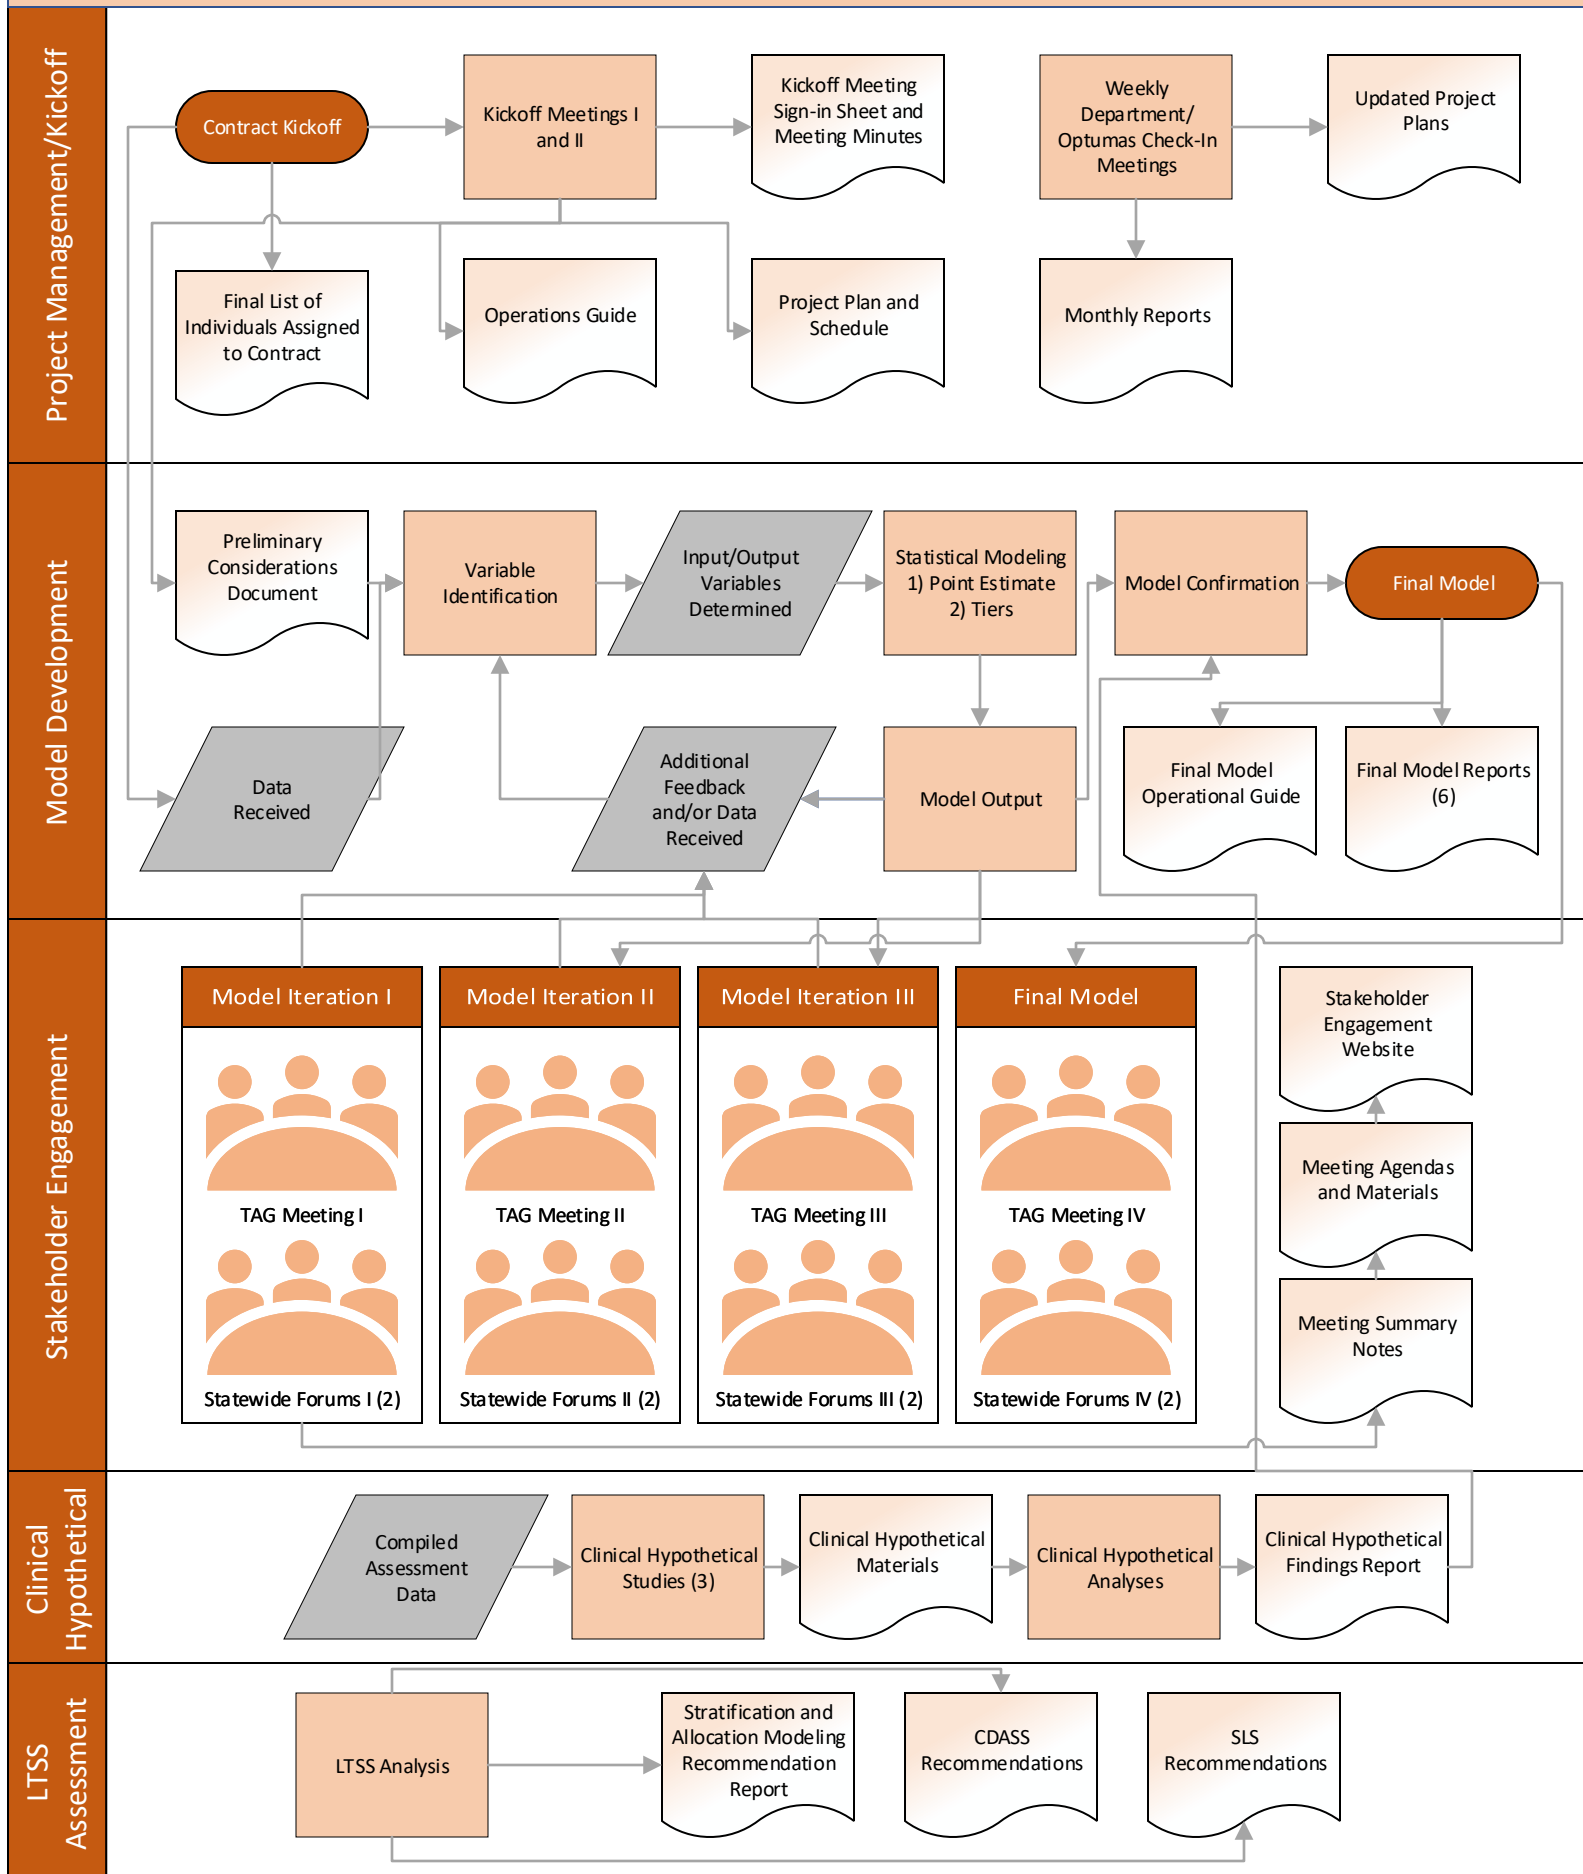 Project Management/Kickoff
Contract Kickoff
Kickoff Meetings I
and II
Kickoff Meeting
Sign-in Sheet and
Meeting Minutes
Weekly
Department/
Optumas Check-In
Meetings
Updated Project
Plans
Final List of
Individuals Assigned
to Contract
Operations Guide
Project Plan and
Schedule
Monthly Reports
Model Development
Preliminary
Considerations
Document
Variable
Identification
Input/Output
Variables
Determined
Statistical Modeling
1) Point Estimate
2) Tiers
Model Confirmation
Final Model
Data
Received
Additional
Feedback
and/or Data
Received
Model Output
Final Model
Operational Guide
Final Model Reports
(6)
Stakeholder Engagement
Model Iteration I
TAG Meeting I
Statewide Forums I (2)
Model Iteration II
TAG Meeting II
Statewide Forums II (2)
Model Iteration III
TAG Meeting III
Statewide Forums III (2)
Final Model
TAG Meeting IV
Statewide Forums IV (2)
Stakeholder
Engagement
Website
Meeting Agendas
and Materials
Meeting Summary
Notes
Clinical
Hypothetical
Compiled
Assessment
Data
Clinical Hypothetical
Studies (3)
Clinical Hypothetical
Materials
Clinical Hypothetical
Analyses
Clinical Hypothetical
Findings Report
LTSS
Assessment
LTSS Analysis
Stratification and
Allocation Modeling
Recommendation
Report
CDASS
Recommendations
SLS
Recommendations